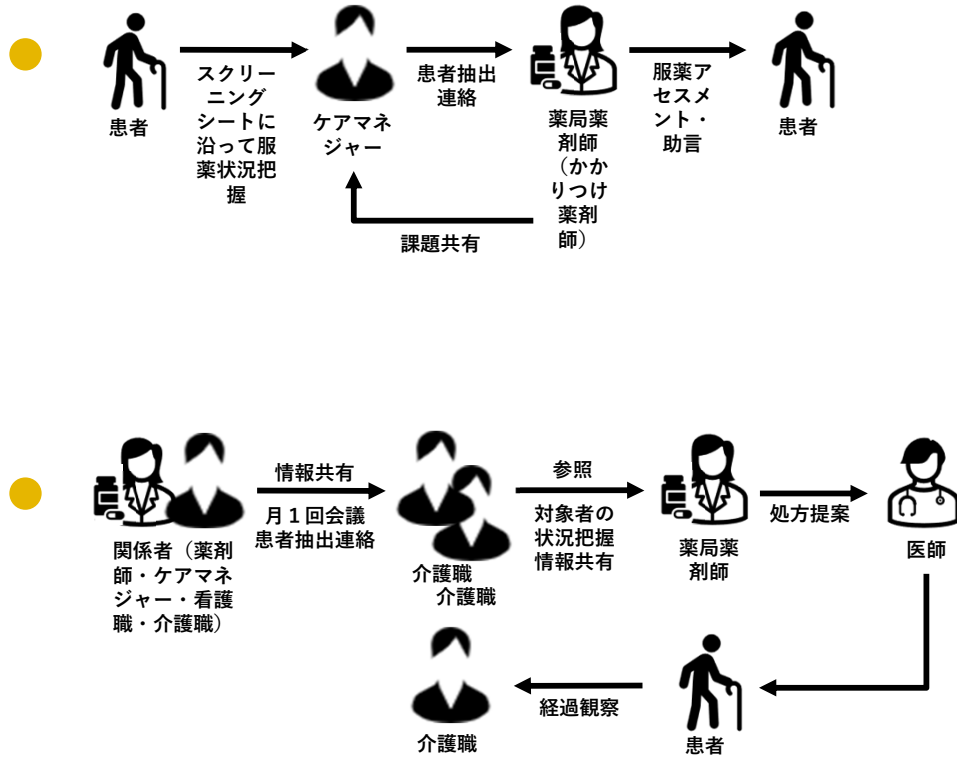 患者
スクリー
ニング
シートに
沿って服
薬状況把
握
ケアマネ
ジャー
患者抽出
連絡
薬局薬
剤師
（かか
りつけ
薬剤
師）
服薬ア
セスメ
ント・
助言
患者
課題共有
関係者（薬剤
師・ケアマネ
ジャー・看護
職・介護職）
情報共有
月１回会議
患者抽出連絡
介護職
介護職
参照
対象者の
状況把握
情報共有
薬局薬
剤師
処方提案
医師
患者
経過観察
介護職